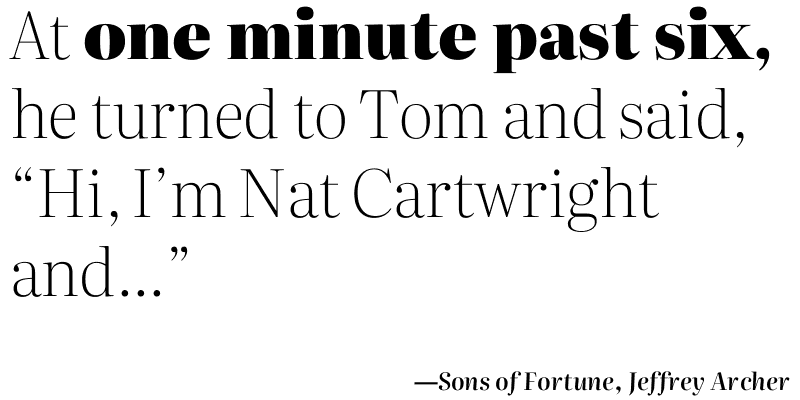 At one minute past six,
he turned to Tom and said,
“Hi, I’m Nat Cartwright
and...”
—Sons of Fortune, Jeffrey Archer